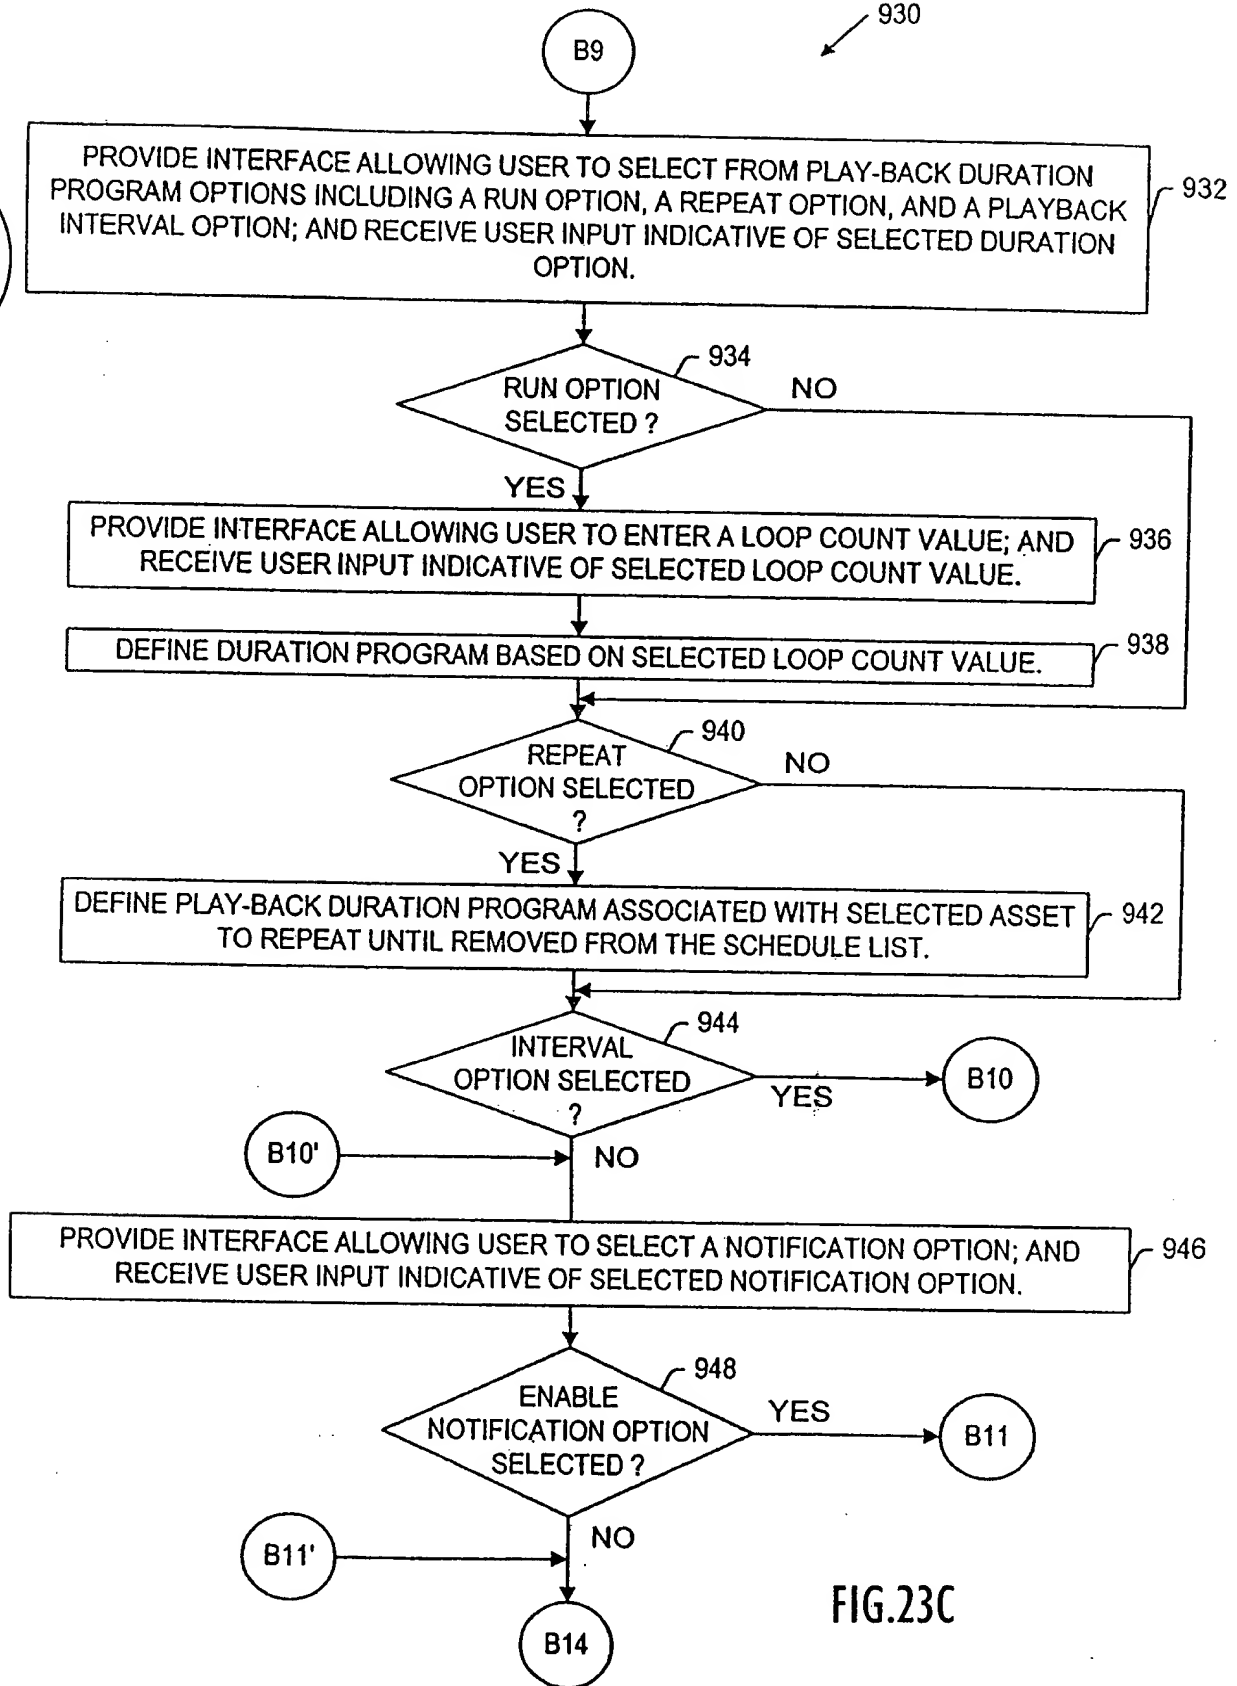 930
B9
PROVIDE INTERFACE ALLOWING USER TO SELECT FROM PLAY-BACK DURATION
PROGRAM OPTIONS INCLUDING A RUN OPTION, A REPEAT OPTION, AND A PLAYBACK
INTERVAL OPTION; AND RECEIVE USER INPUT INDICATIVE OF SELECTED DURATION
OPTION.
932
934
RUN OPTION
SELECTED ?
NO
YES
PROVIDE INTERFACE ALLOWING USER TO ENTER A LOOP COUNT VALUE; AND
RECEIVE USER INPUT INDICATIVE OF SELECTED LOOP COUNT VALUE.
936
DEFINE DURATION PROGRAM BASED ON SELECTED LOOP COUNT VALUE.
938
940
REPEAT
OPTION SELECTED
?
NO
YES
DEFINE PLAY-BACK DURATION PROGRAM ASSOCIATED WITH SELECTED ASSET
TO REPEAT UNTIL REMOVED FROM THE SCHEDULE LIST.
942
944
INTERVAL
OPTION SELECTED
?
YES
B10
B10'
NO
PROVIDE INTERFACE ALLOWING USER TO SELECT A NOTIFICATION OPTION; AND
RECEIVE USER INPUT INDICATIVE OF SELECTED NOTIFICATION OPTION.
946
948
ENABLE
NOTIFICATION OPTION
SELECTED ?
YES
B11
NO
B11'
B14
FIG.23C